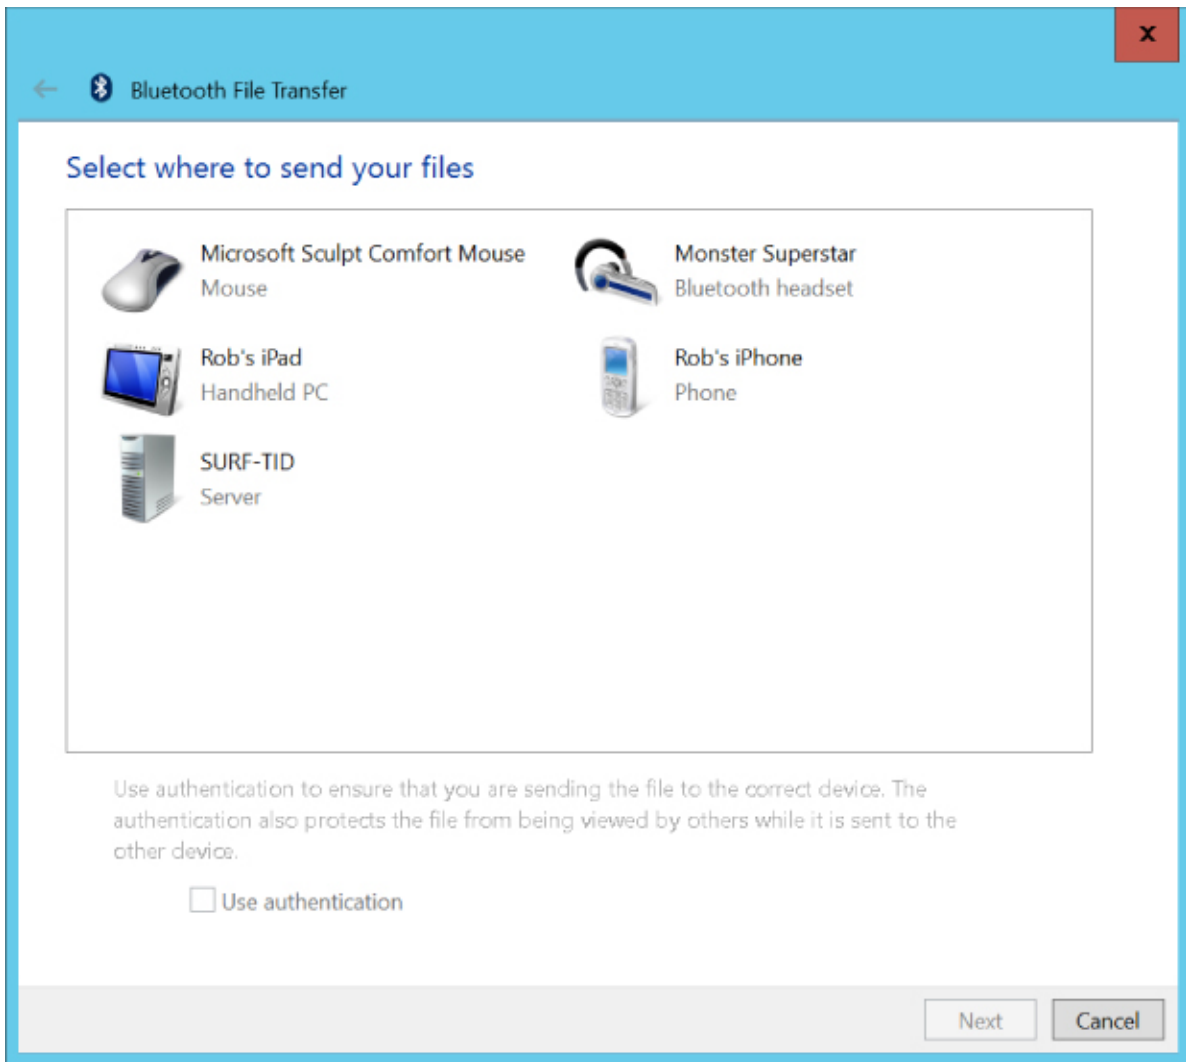 x
Bluetooth File Transfer
Select where to send your files
Microsoft Sculpt Comfort Mouse
Mouse
Monster Superstar
Bluetooth headset
Rob's iPad
Handheld PC
Rob's iPhone
Phone
SURF-TID
Server
Use authentication to ensure that you are sending the file to the correct device. The
authentication also protects the file from being viewed by others while it is sent to the
other device.
Use authentication
Next
Cancel